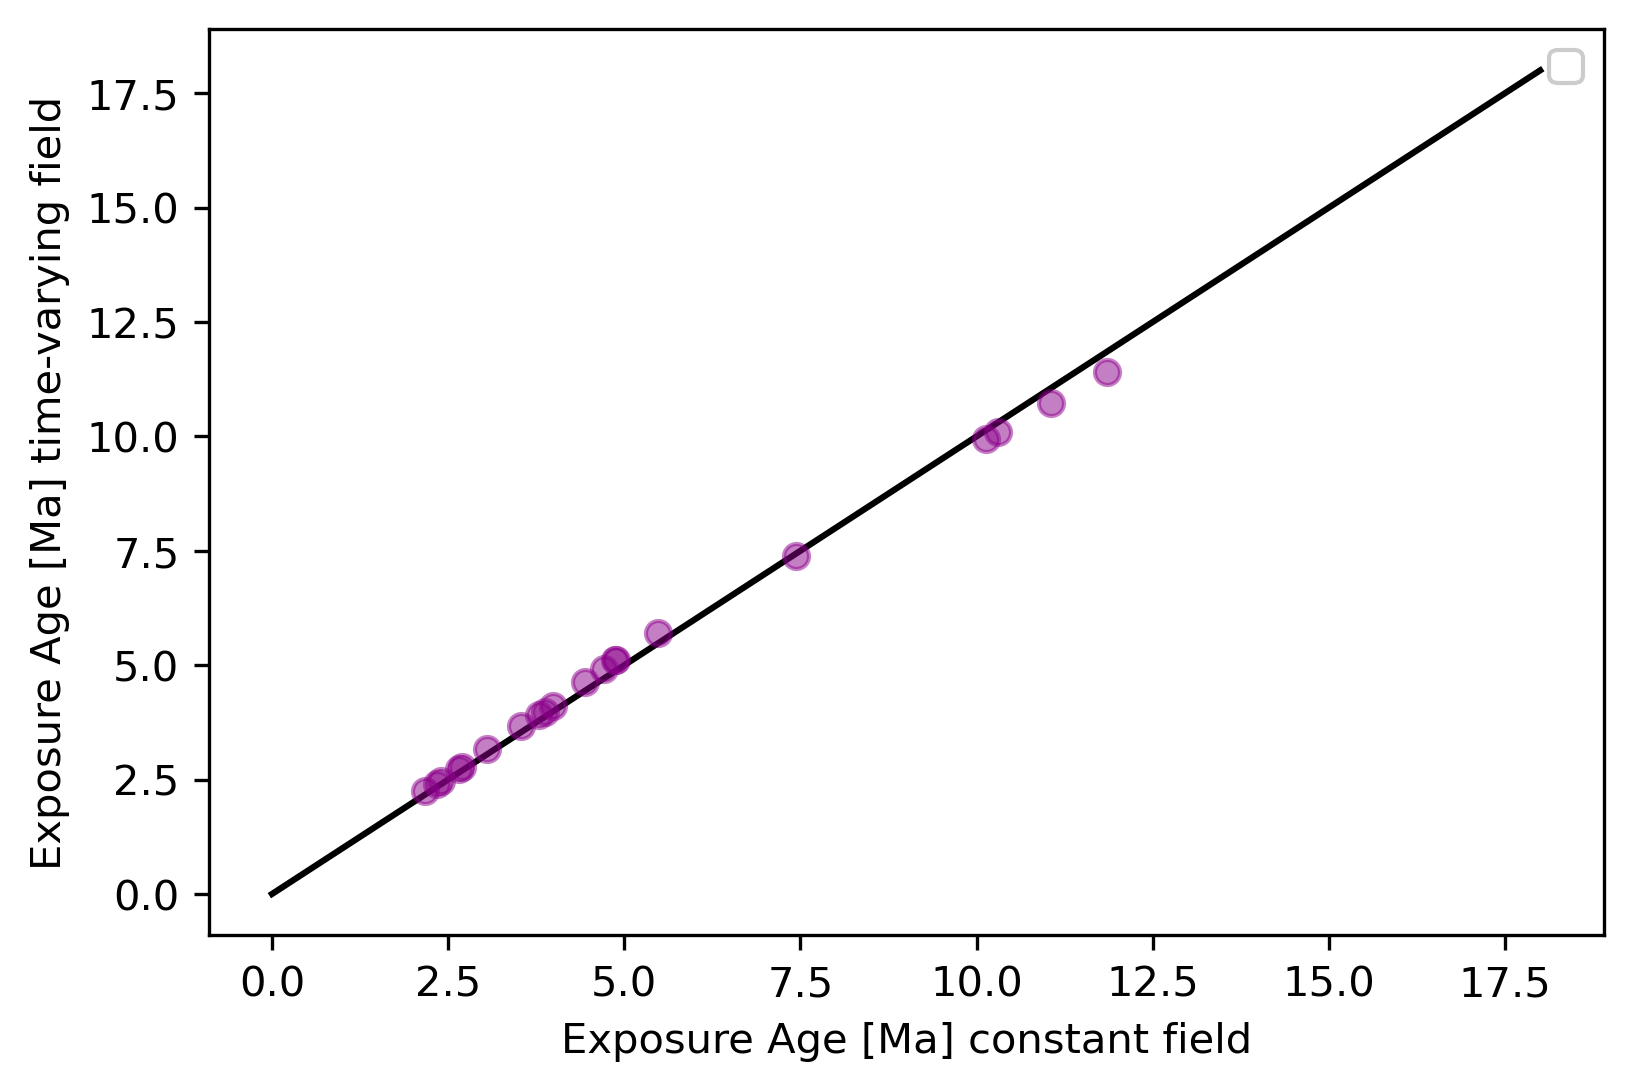 Exposure Age [Ma] time-varying field
17.5
15.0
12.5
10.0
7.5
5.0
2.5
0.0
0.0 2.5 5.0 7.5 10.0 12.5 15.0 17.5
Exposure Age [Ma] constant field